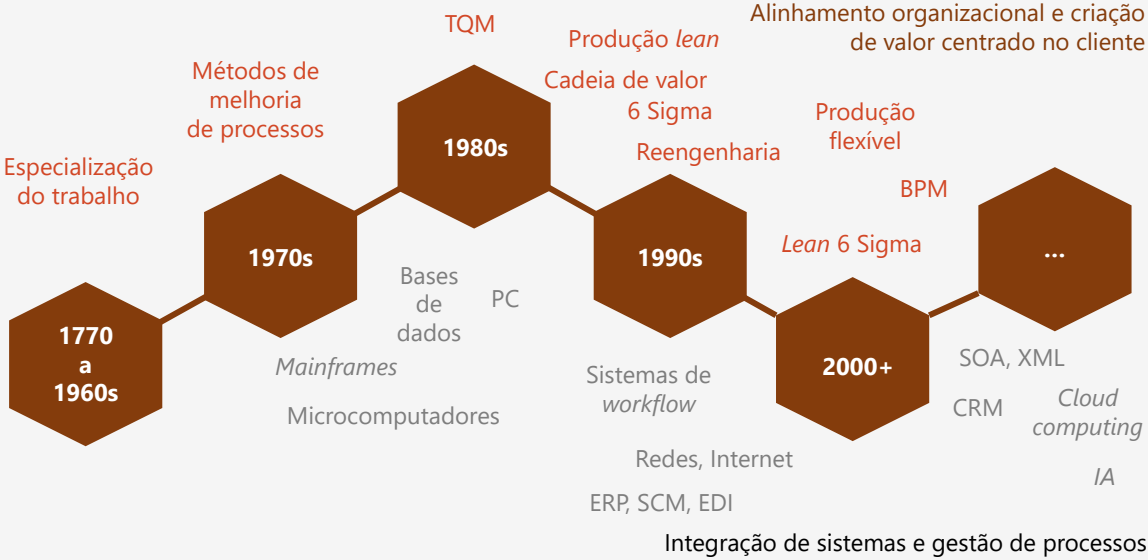 Alinhamento organizacional e criação
de valor centrado no cliente
TQM
Produção lean
Cadeia de valor
6 Sigma
Reengenharia
Métodos de
melhoria
de processos
Produção
flexível
Especialização
do trabalho
BPM
Lean 6 Sigma
1770
a
1960s
1970s
1980s
1990s
2000+
...
Bases
de
dados
PC
Mainframes
Microcomputadores
Sistemas de
workflow
Redes, Internet
ERP, SCM, EDI
SOA, XML
CRM
Cloud
computing
IA
Integração de sistemas e gestão de processos